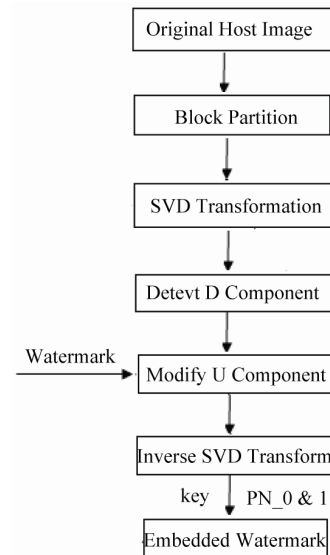 Original Host Image
Block Partition
SVD Transformation
Detevt D Component
Watermark
Modify U Component
Inverse SVD Transform
key PN_0 & 1
Embedded Watermark